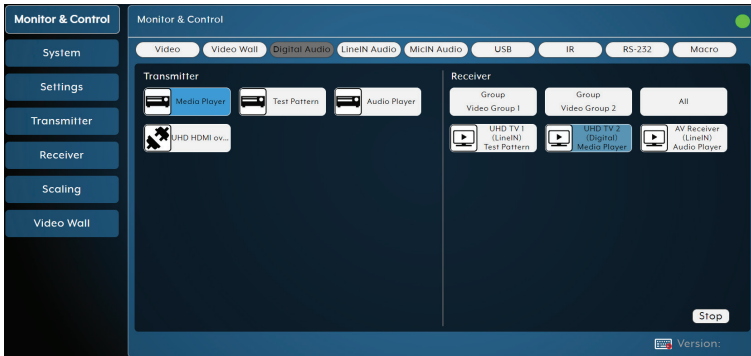 Monitor & Control
System
Settings
Transmitter
Receiver
Scaling
Video Wall
Monitor & Control
Video
Video Wall
Digital Audio
LineIN Audio
MicIN Audio
USB
IR
RS-232
Macro
Transmitter
Media Player
Test Pattern
Audio Player
UHD HDMI ov...
Receiver
Group
Video Group 1
Group
Video Group 2
All
UHD TV 1
(LineIN)
Test Pattern
UHD TV 2
(Digital)
Media Player
AV Receiver
(LineIN)
Audio Player
Stop
Version: